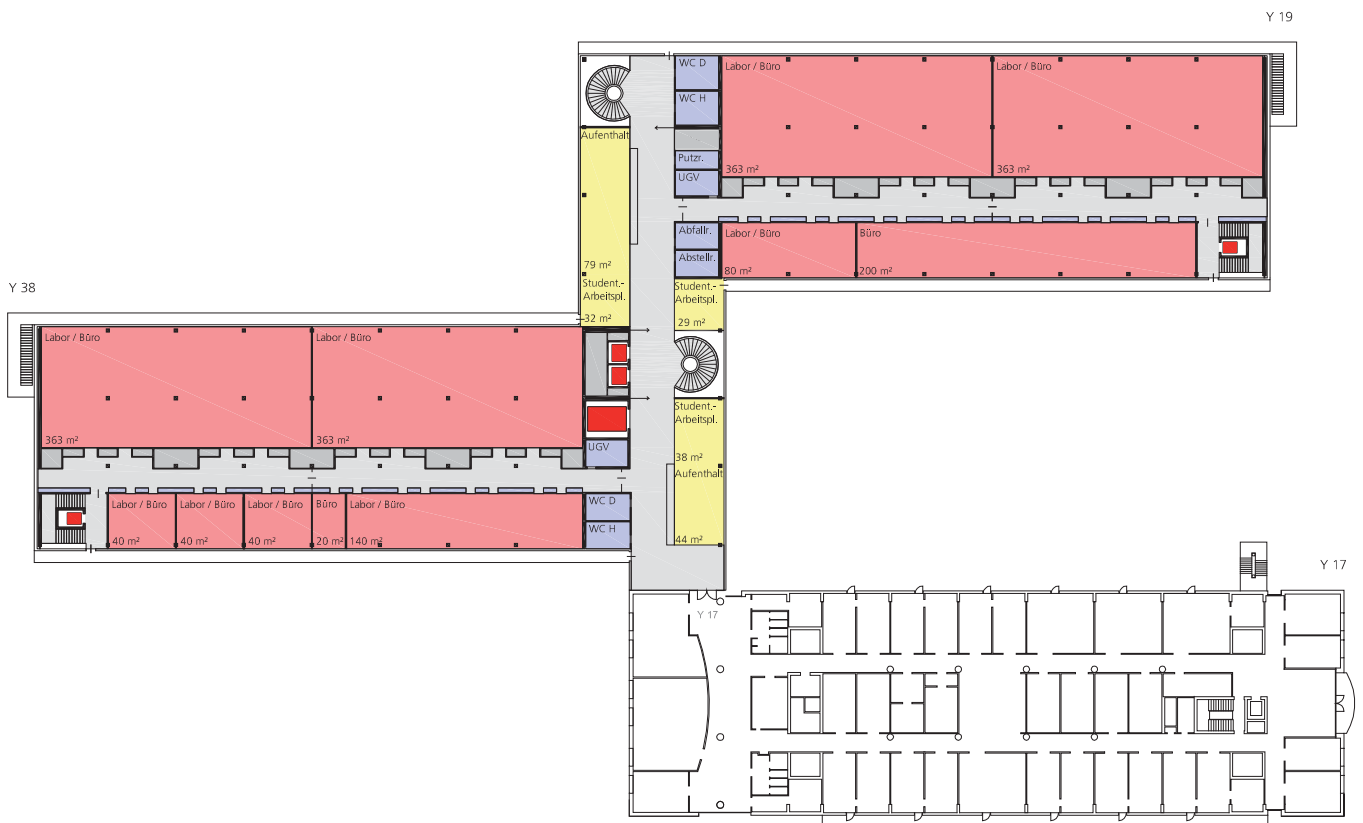 Y 19
WC D
Labor / Büro
Labor / Büro
WC H
Aufenthalt
Putzr.
363 m²
363 m²
UGV
Abfallr.
Labor / Büro
Büro
Abstellr.
79 m²
80 m²
200 m²
Student.-
Arbeitspl.
32 m²
Student.-
Arbeitspl.
29 m²
Y 38
Labor / Büro
Labor / Büro
Student.-
Arbeitspl.
363 m²
363 m²
UGV
38 m²
Aufenthalt
Labor / Büro
Labor / Büro
Labor / Büro
Büro
Labor / Büro
WC D
WC H
40 m²
40 m²
40 m²
20 m²
140 m²
44 m²
Y 17
Y 17